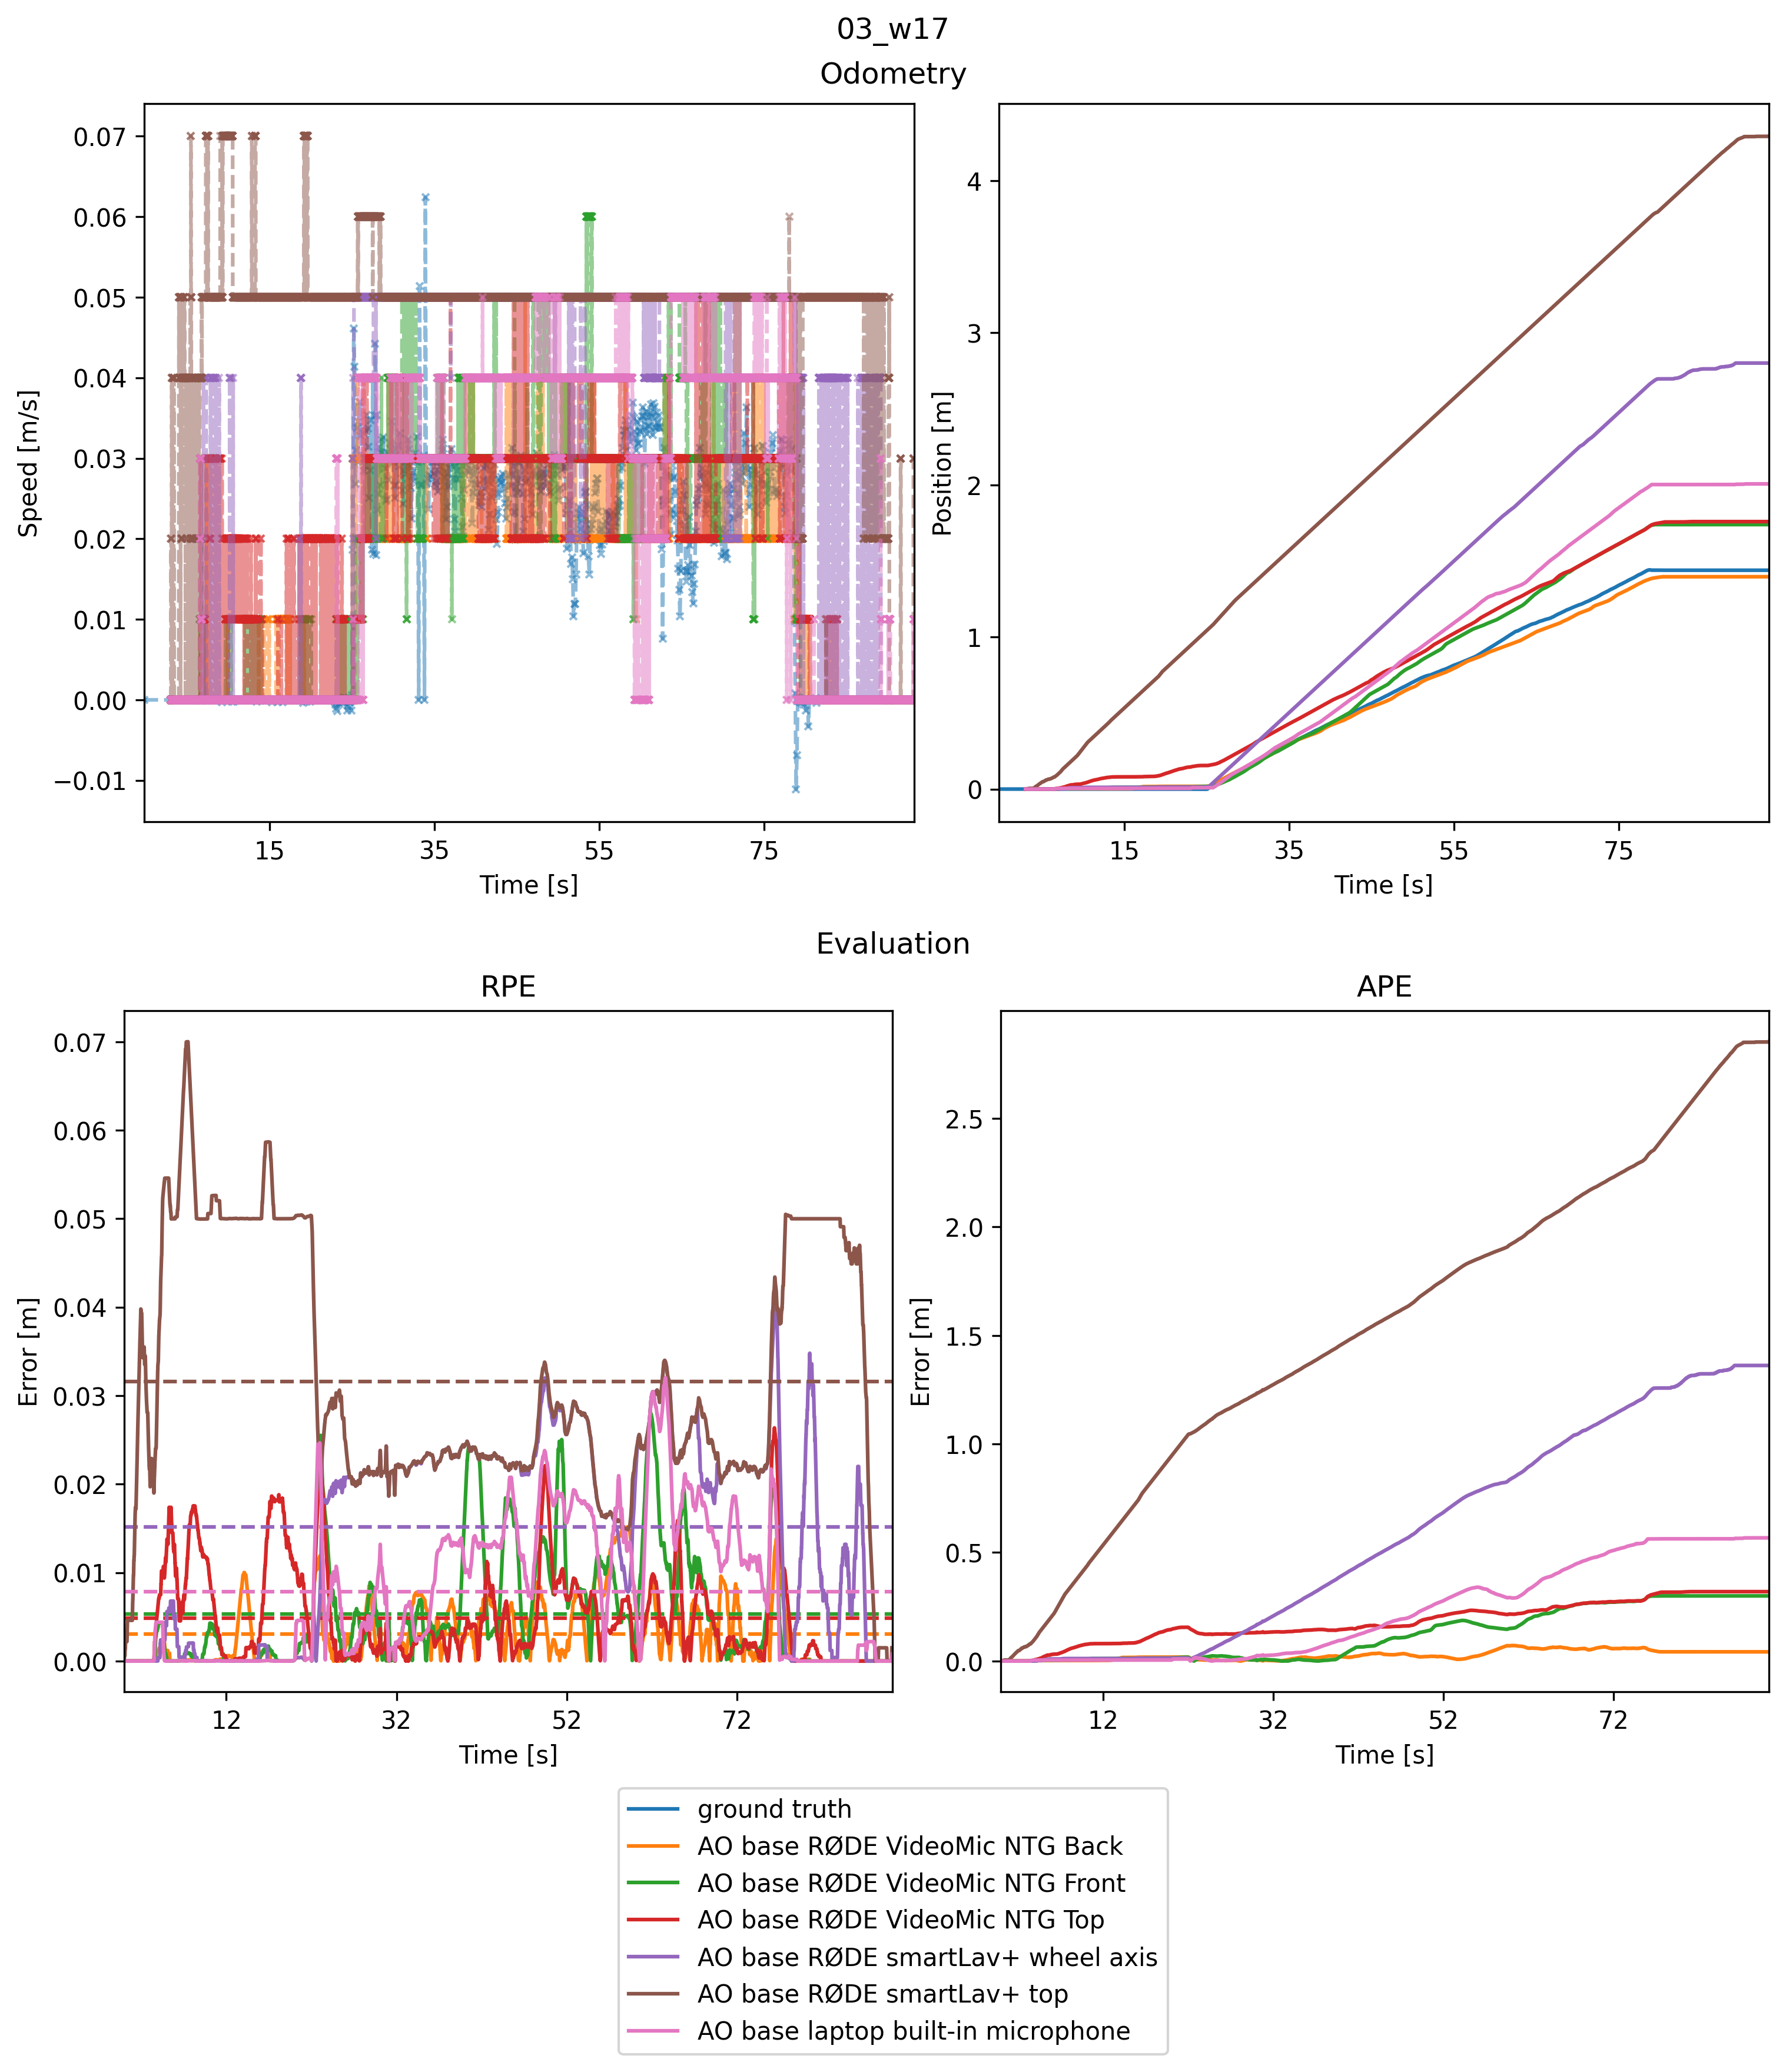 03_w17
Odometry
0.07
0.06
0.05
0.04
0.03
0.02
0.01
0.00
−0.01
Speed [m/s]
15
35
55
75
Time [s]
4
3
2
1
0
Position [m]
15
35
55
75
Time [s]
Evaluation
RPE
0.07
0.06
0.05
0.04
0.03
0.02
0.01
0.00
Error [m]
12
32
52
72
Time [s]
APE
2.5
2.0
1.5
1.0
0.5
0.0
Error [m]
12
32
52
72
Time [s]
ground truth
AO base RØDE VideoMic NTG Back
AO base RØDE VideoMic NTG Front
AO base RØDE VideoMic NTG Top
AO base RØDE smartLav+ wheel axis
AO base RØDE smartLav+ top
AO base laptop built-in microphone